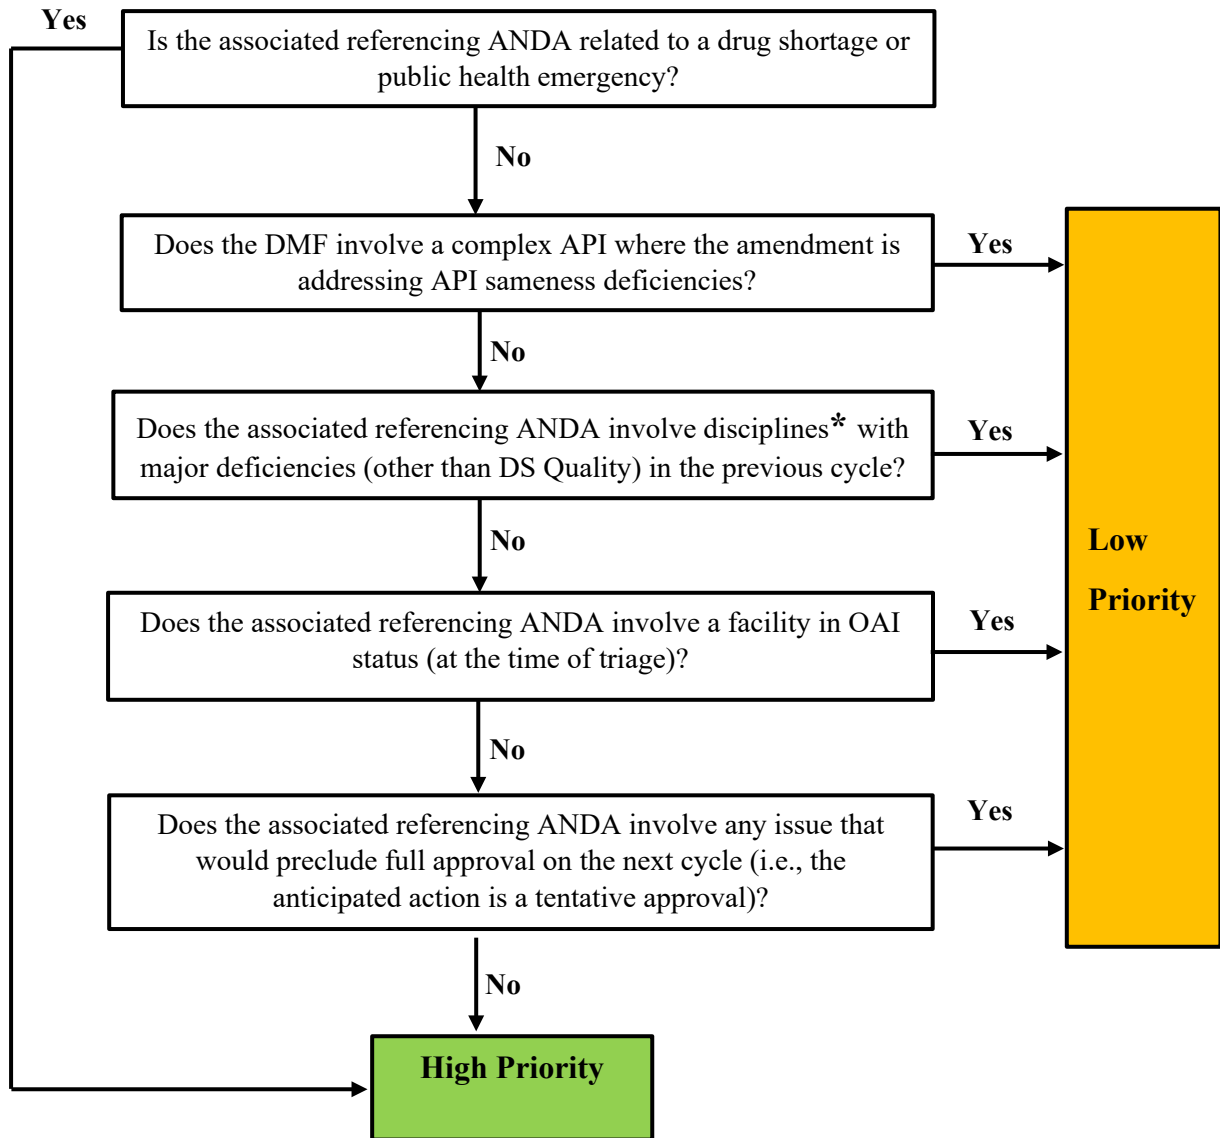 Yes
Is the associated referencing ANDA related to a drug shortage or
public health emergency?
No
Does the DMF involve a complex API where the amendment is
addressing API sameness deficiencies?
Yes
No
Does the associated referencing ANDA involve disciplines* with
major deficiencies (other than DS Quality) in the previous cycle?
Yes
No
Does the associated referencing ANDA involve a facility in OAI
status (at the time of triage)?
Yes
No
Does the associated referencing ANDA involve any issue that
would preclude full approval on the next cycle (i.e., the
anticipated action is a tentative approval)?
Yes
Low
Priority
No
High Priority